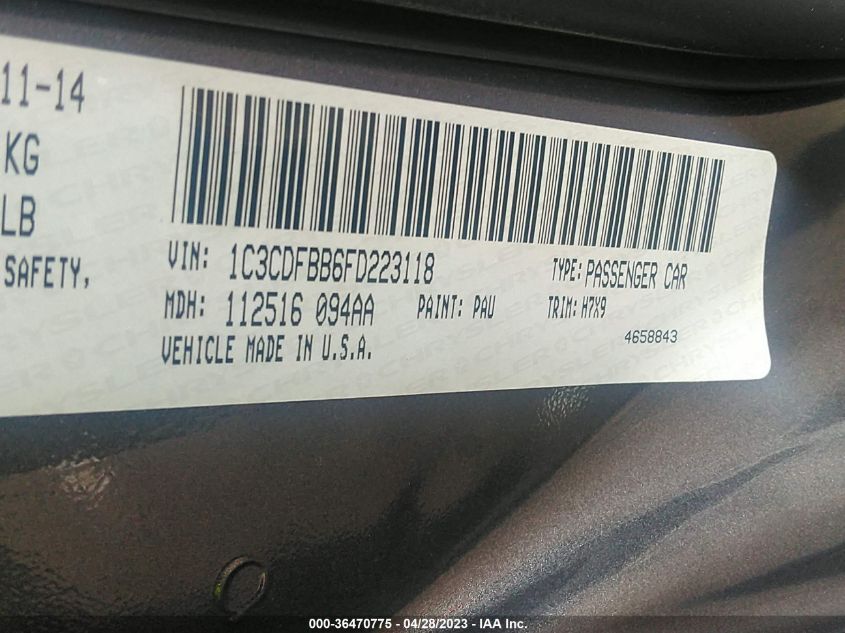 11-14
KG
LB
SAFETY,
VIN: 1C3CDFBB6FD223118 TYPE: PASSENGER CAR
MDH: 112516 094AA PAINT: PAU TRIM: H7X9
VEHICLE MADE IN U.S.A. 4658843
000-36470775 - 04/28/2023 - IAA Inc.